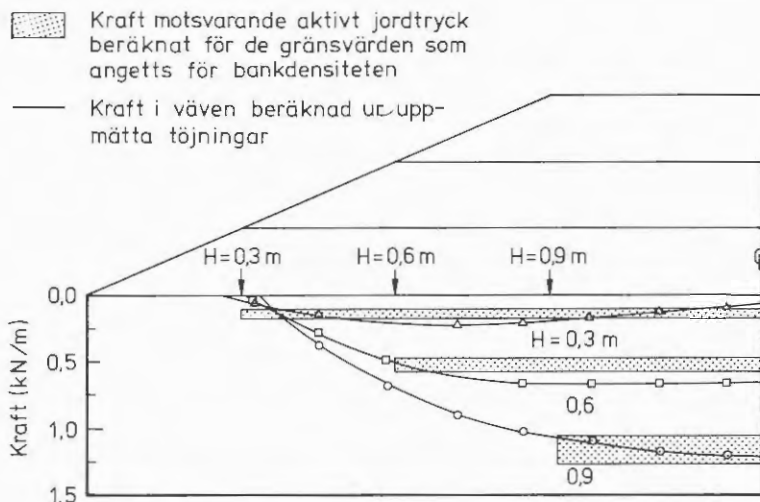 Kraft motsvarande aktivt jordtryck
beräknat för de gränsvärden som
angetts för bankdensiteten
Kraft i väven beräknad ur upp-
mätta töjningar
H=0,3 m
H=0,6 m
H=0,9 m
0,0
0,5
1,0
1,5
Kraft (kN/m)
H = 0,3 m
0,6
0,9